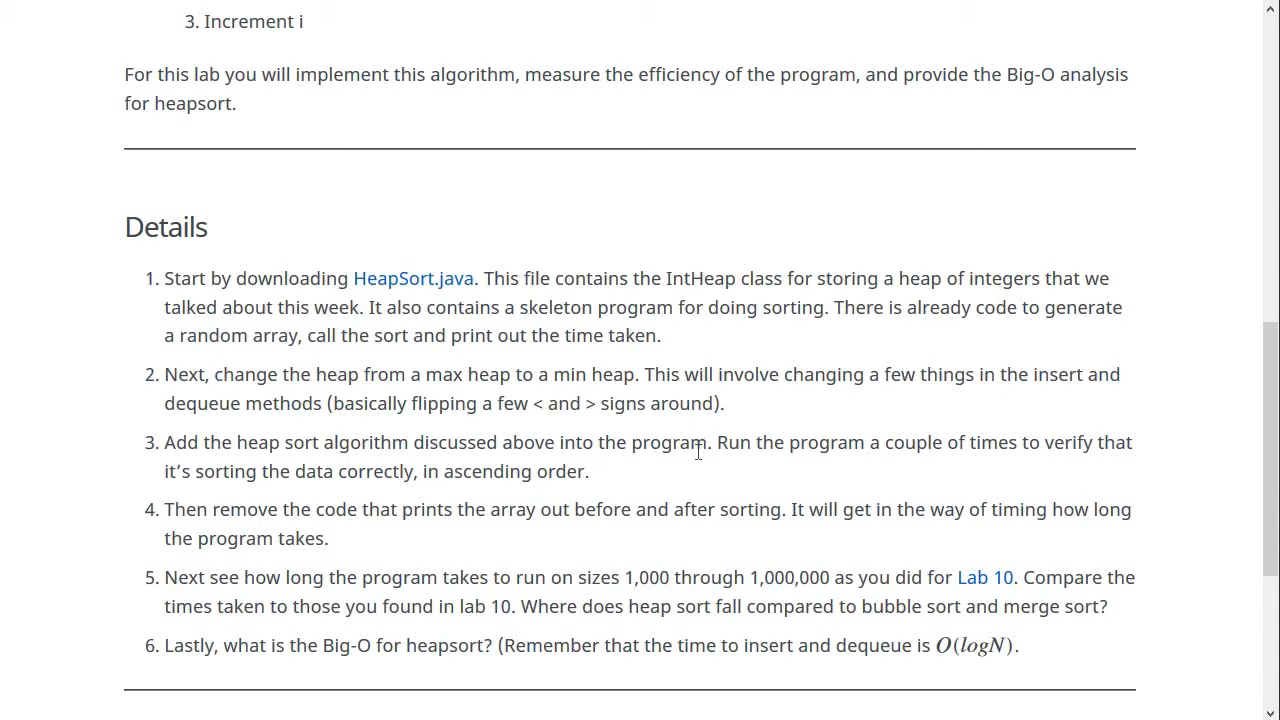 3. Increment i
For this lab you will implement this algorithm, measure the efficiency of the program, and provide the Big-O analysis
for heapsort.
Details
1. Start by downloading HeapSort.java. This file contains the IntHeap class for storing a heap of integers that we
talked about this week. It also contains a skeleton program for doing sorting. There is already code to generate
a random array, call the sort and print out the time taken.
2. Next, change the heap from a max heap to a min heap. This will involve changing a few things in the insert and
dequeue methods (basically flipping a few < and > signs around).
3. Add the heap sort algorithm discussed above into the program. Run the program a couple of times to verify that
it’s sorting the data correctly, in ascending order.
4. Then remove the code that prints the array out before and after sorting. It will get in the way of timing how long
the program takes.
5. Next see how long the program takes to run on sizes 1,000 through 1,000,000 as you did for Lab 10. Compare the
times taken to those you found in lab 10. Where does heap sort fall compared to bubble sort and merge sort?
6. Lastly, what is the Big-O for heapsort? (Remember that the time to insert and dequeue is O(logN).